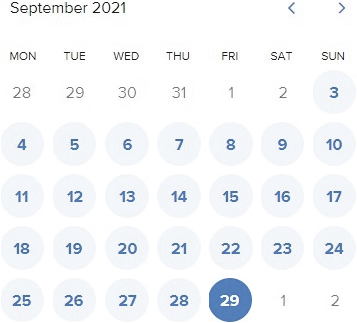 September 2021
MON TUE WED THU FRI SAT SUN
28 29 30 31 1 2 3
4 5 6 7 8 9 10
11 12 13 14 15 16 17
18 19 20 21 22 23 24
25 26 27 28 29 1 2